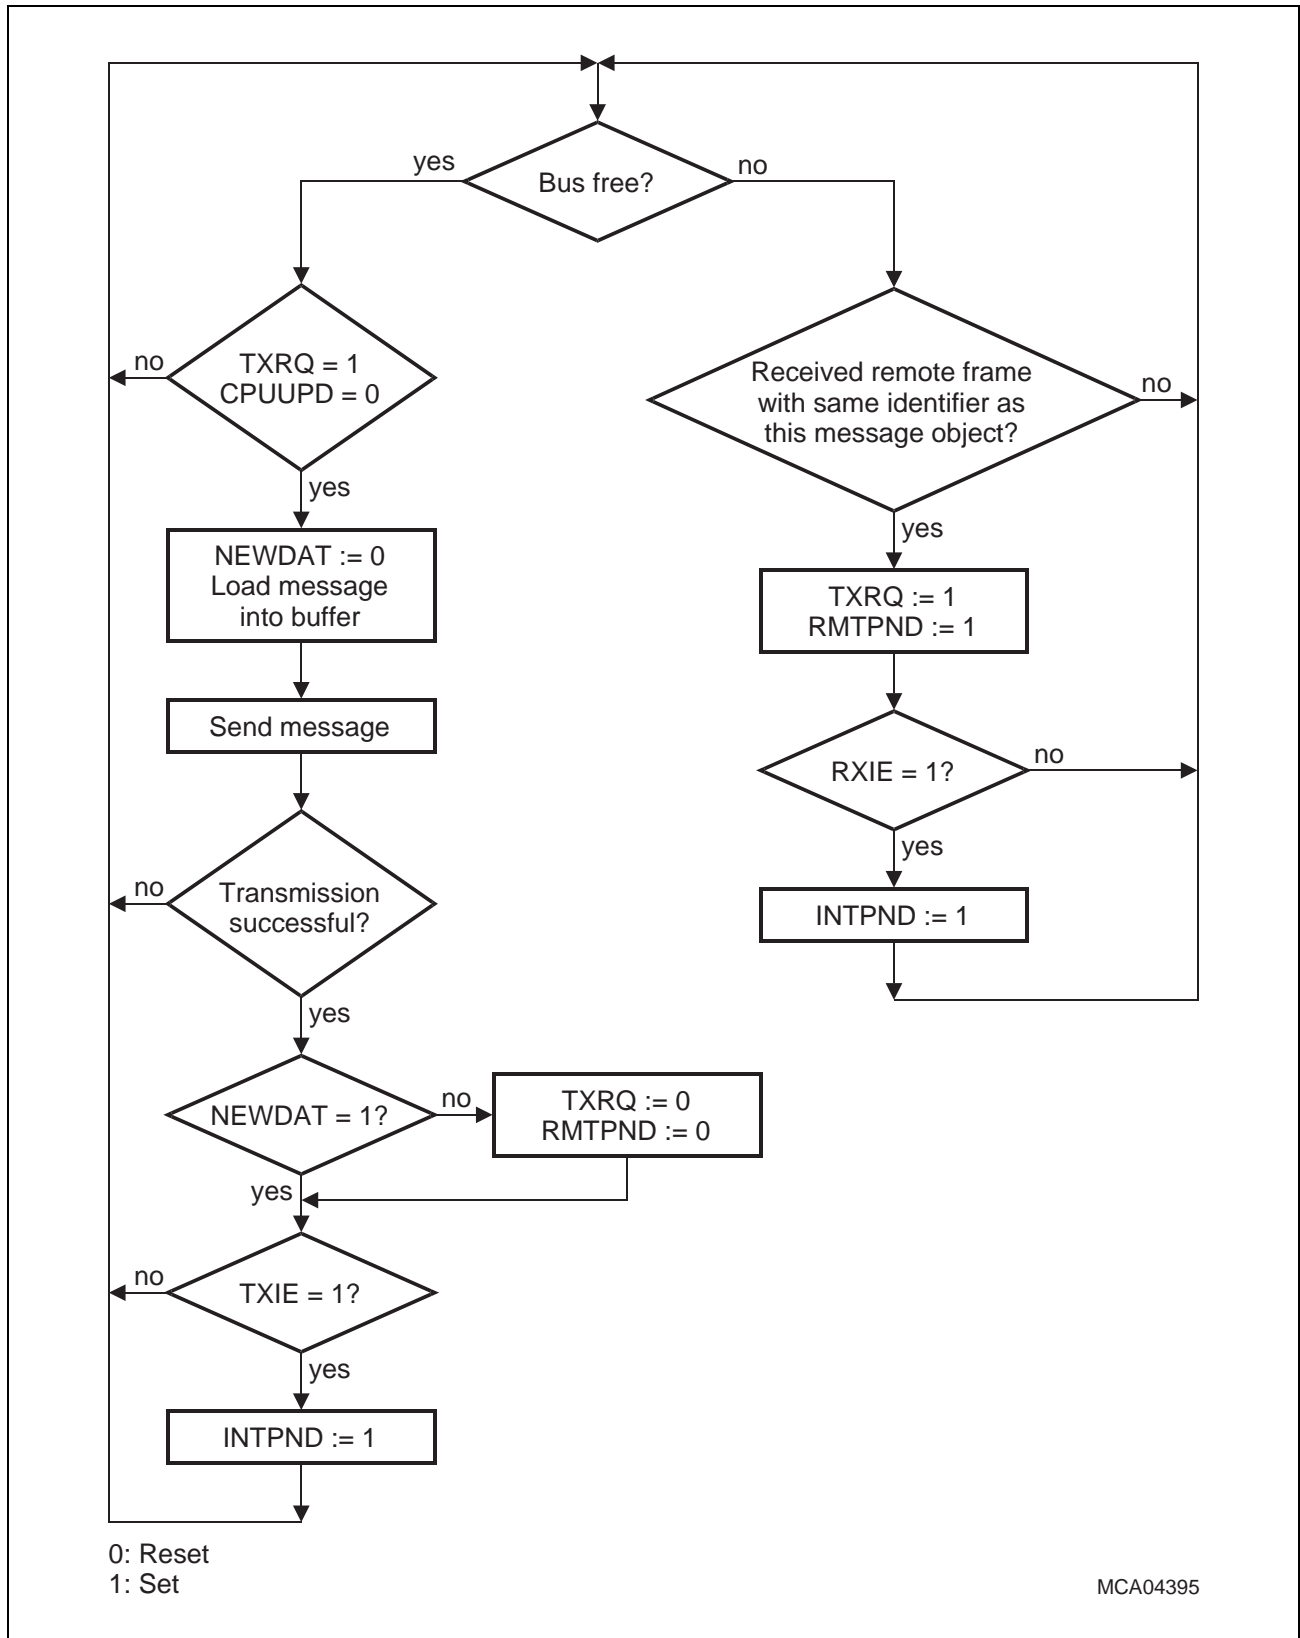 Bus free?
yes
no
TXRQ = 1
CPUUPD = 0
no
yes
NEWDAT := 0
Load message
into buffer
Send message
Transmission
successful?
no
yes
NEWDAT = 1?
no
TXRQ := 0
RMTPND := 0
yes
TXIE = 1?
no
yes
INTPND := 1
Received remote frame
with same identifier as
this message object?
no
yes
TXRQ := 1
RMTPND := 1
RXIE = 1?
no
yes
INTPND := 1
0: Reset
1: Set
MCA04395